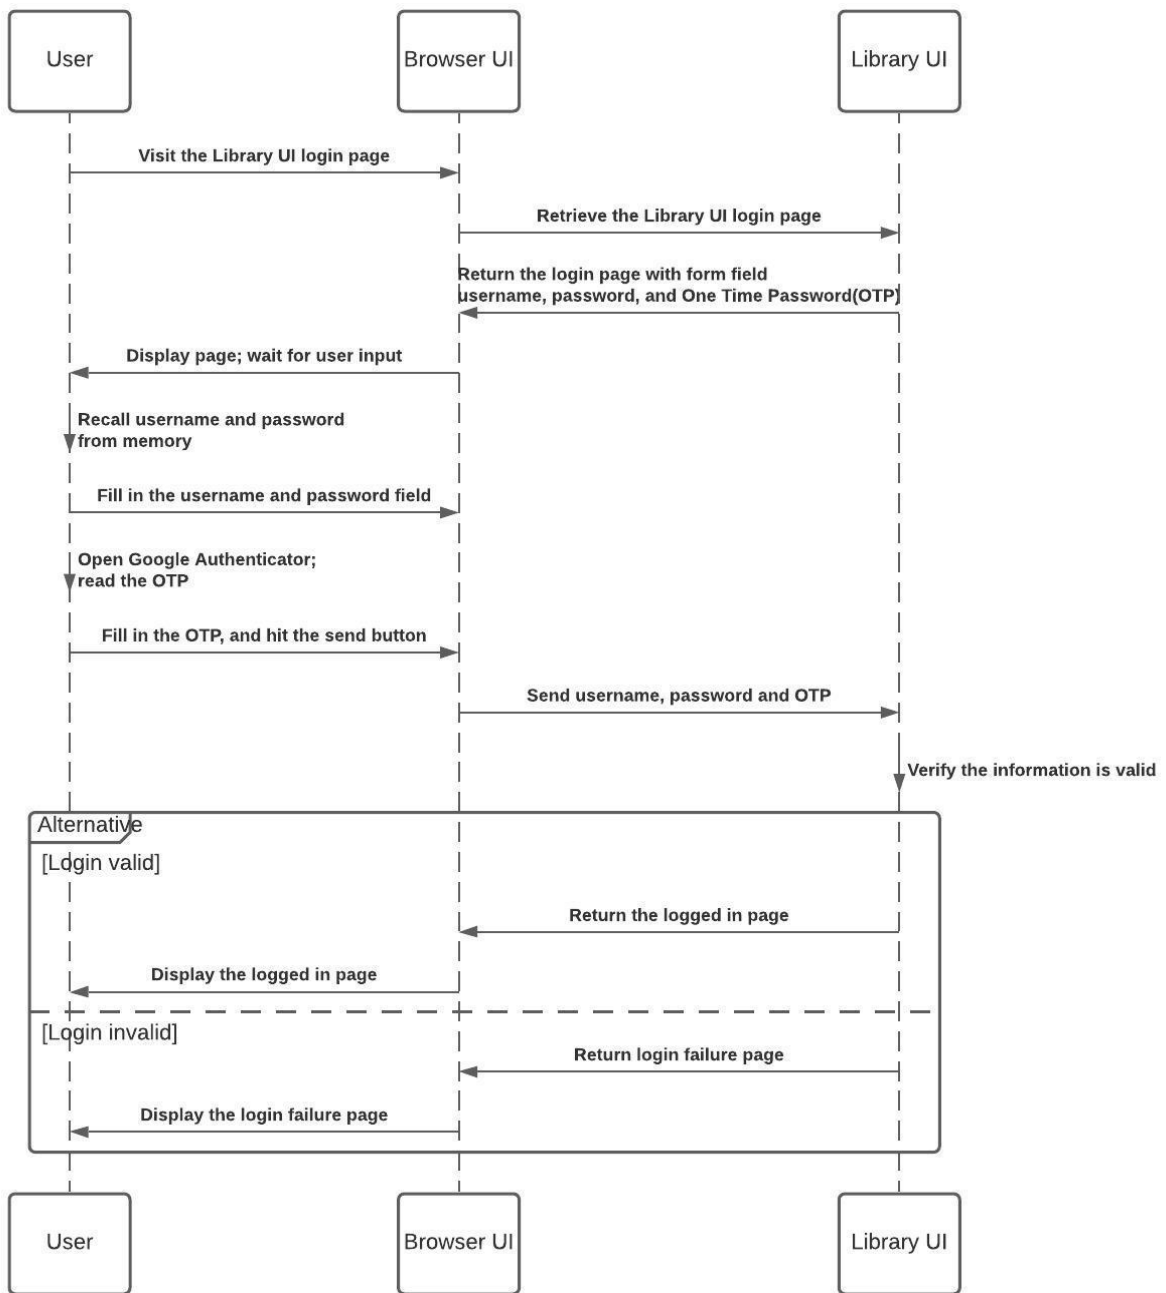 User
Browser UI
Library UI
Visit the Library UI login page
Retrieve the Library UI login page
Return the login page with form field
username, password, and One Time Password(OTP)
Display page; wait for user input
Recall username and password
from memory
Fill in the username and password field
Open Google Authenticator;
read the OTP
Fill in the OTP, and hit the send button
Send username, password and OTP
Verify the information is valid
Alternative
[Login valid]
Return the logged in page
Display the logged in page
[Login invalid]
Return login failure page
Display the login failure page
User
Browser UI
Library UI